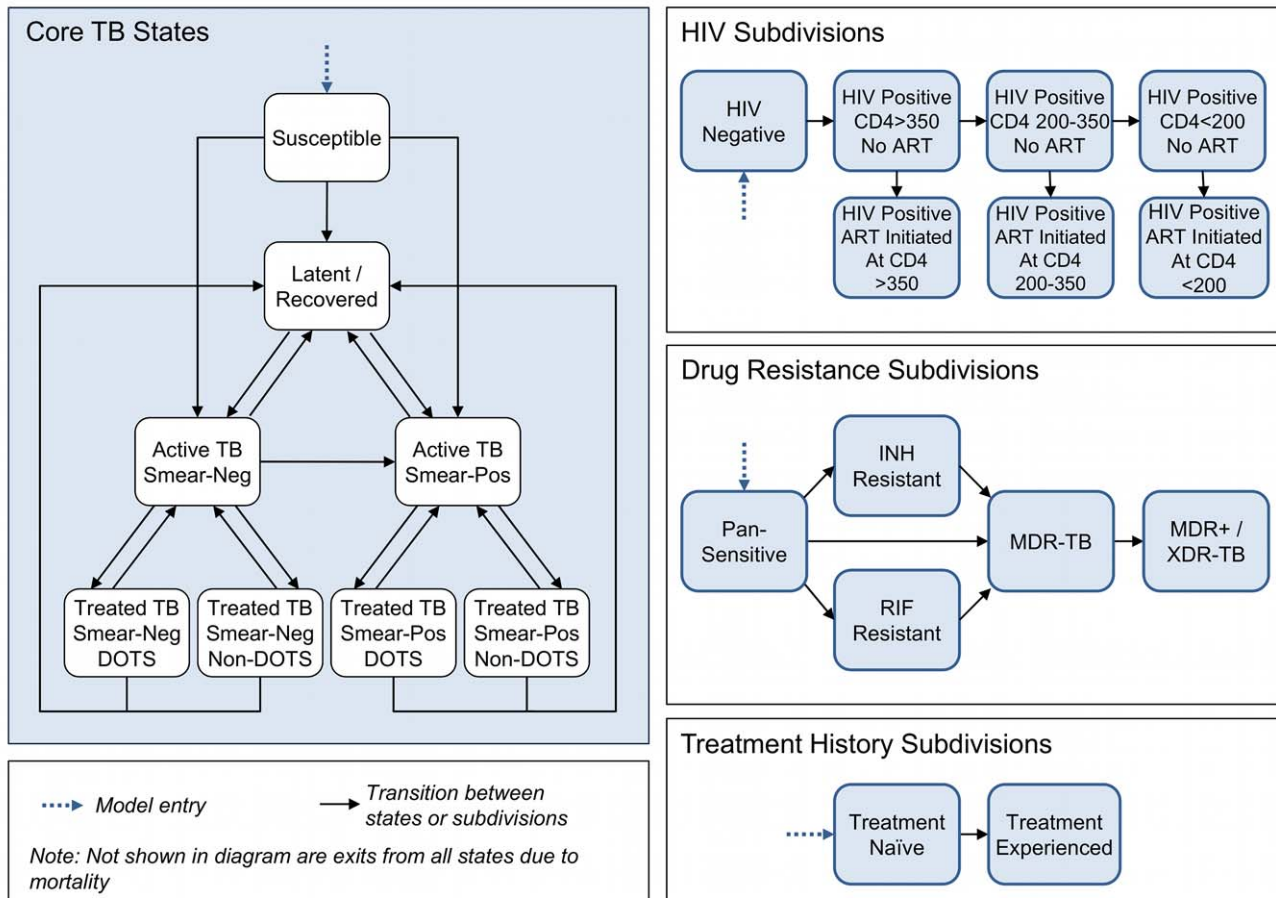 Core TB States
Susceptible
Latent /
Recovered
Active TB
Smear-Neg
Active TB
Smear-Pos
Treated TB
Smear-Neg
DOTS
Treated TB
Smear-Neg
Non-DOTS
Treated TB
Smear-Pos
DOTS
Treated TB
Smear-Pos
Non-DOTS
Model entry
Transition between
states or subdivisions
Note: Not shown in diagram are exits from all states due to
mortality
HIV Subdivisions
HIV
Negative
HIV Positive
CD4>350
No ART
HIV Positive
CD4 200-350
No ART
HIV Positive
CD4<200
No ART
HIV Positive
ART Initiated
At CD4
>350
HIV Positive
ART Initiated
At CD4
200-350
HIV Positive
ART Initiated
At CD4
<200
Drug Resistance Subdivisions
Pan-
Sensitive
INH
Resistant
RIF
Resistant
MDR-TB
MDR+ /
XDR-TB
Treatment History Subdivisions
Treatment
Naïve
Treatment
Experienced